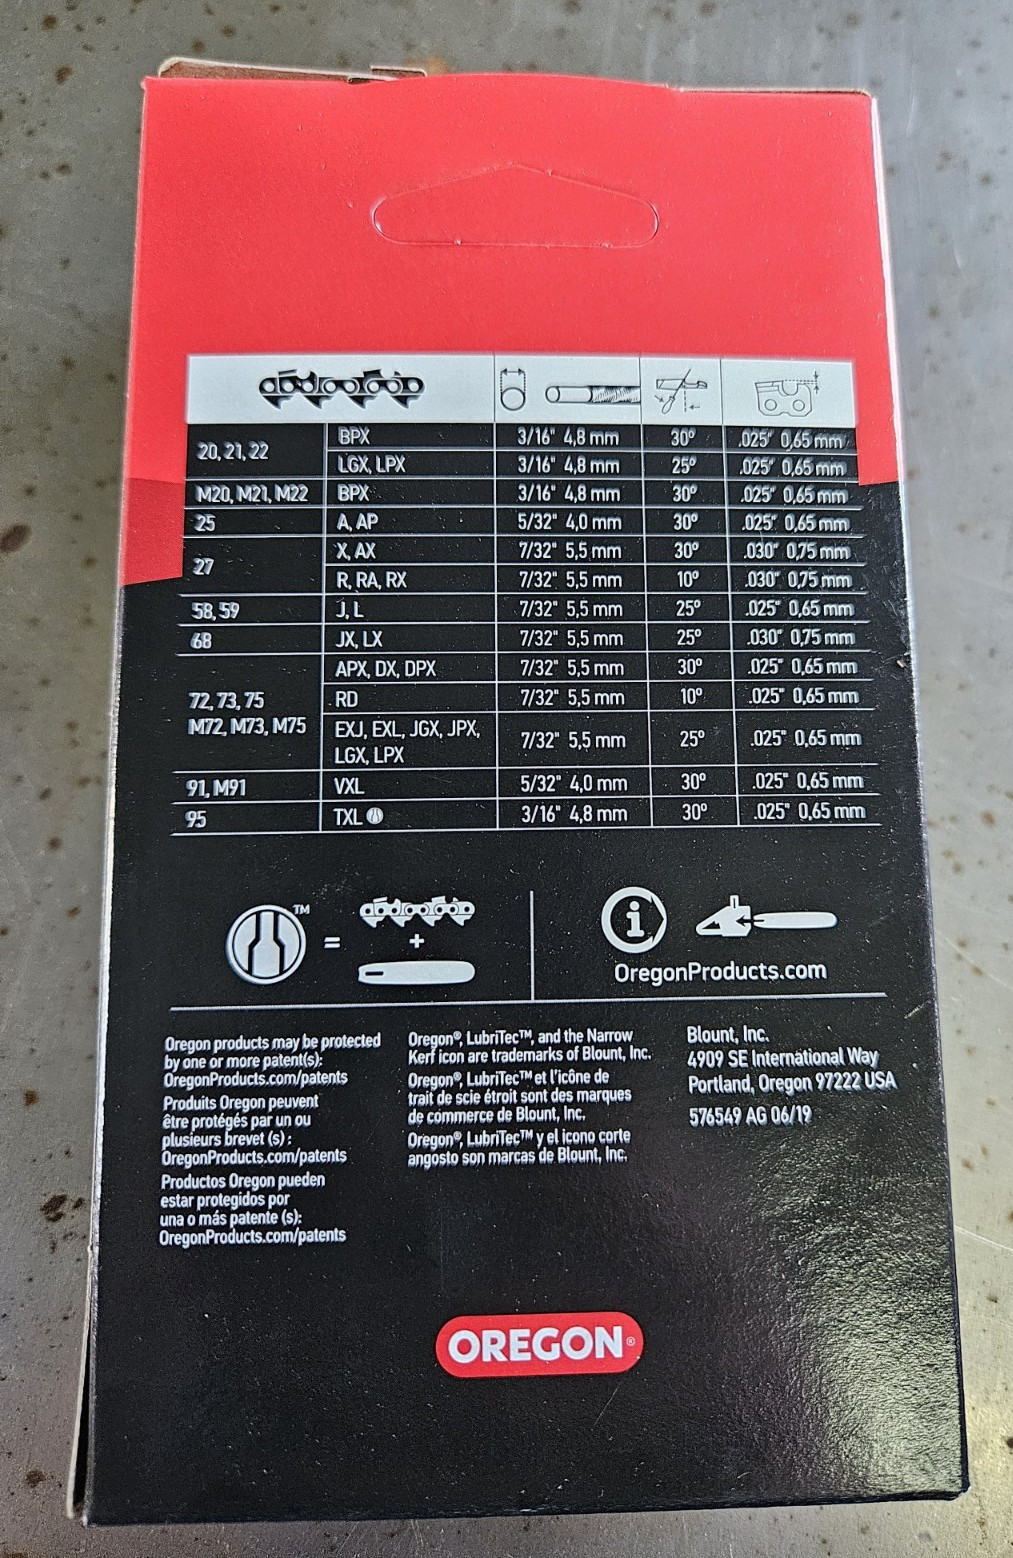 20, 21, 22 BPX 3/16" 4,8 mm 30° .025" 0,65 mm
LGX, LPX 3/16" 4,8 mm 25° .025" 0,65 mm
M20, M21, M22 BPX 3/16" 4,8 mm 30° .025" 0,65 mm
25 A, AP 5/32" 4,0 mm 30° .025" 0,65 mm
27 X, AX 7/32" 5,5 mm 30° .030" 0,75 mm
R, RA, RX 7/32" 5,5 mm 10° .030" 0,75 mm
58, 59 J, L 7/32" 5,5 mm 25° .025" 0,65 mm
68 JX, LX 7/32" 5,5 mm 25° .030" 0,75 mm
APX, DX, DPX 7/32" 5,5 mm 30° .025" 0,65 mm
72, 73, 75 RD 7/32" 5,5 mm 10° .025" 0,65 mm
M72, M73, M75 EXJ, EXL, JGX, JPX, 7/32" 5,5 mm 25° .025" 0,65 mm
LGX, LPX
91, M91 VXL 5/32" 4,0 mm 30° .025" 0,65 mm
95 TXL 3/16" 4,8 mm 30° .025" 0,65 mm
TM = +
i
OregonProducts.com
Oregon products may be protected
by one or more patent(s):
OregonProducts.com/patents
Produits Oregon peuvent
être protégés par un ou
plusieurs brevet (s) :
OregonProducts.com/patents
Productos Oregon pueden
estar protegidos por
una o más patente (s):
OregonProducts.com/patents
Oregon®, LubriTec™, and the Narrow
Kerf icon are trademarks of Blount, Inc.
Oregon®, LubriTec™ et l'icône de
trait de scie étroit sont des marques
de commerce de Blount, Inc.
Oregon®, LubriTec™ y el icono corte
angosto son marcas de Blount, Inc.
Blount, Inc.
4909 SE International Way
Portland, Oregon 97222 USA
576549 AG 06/19
OREGON®